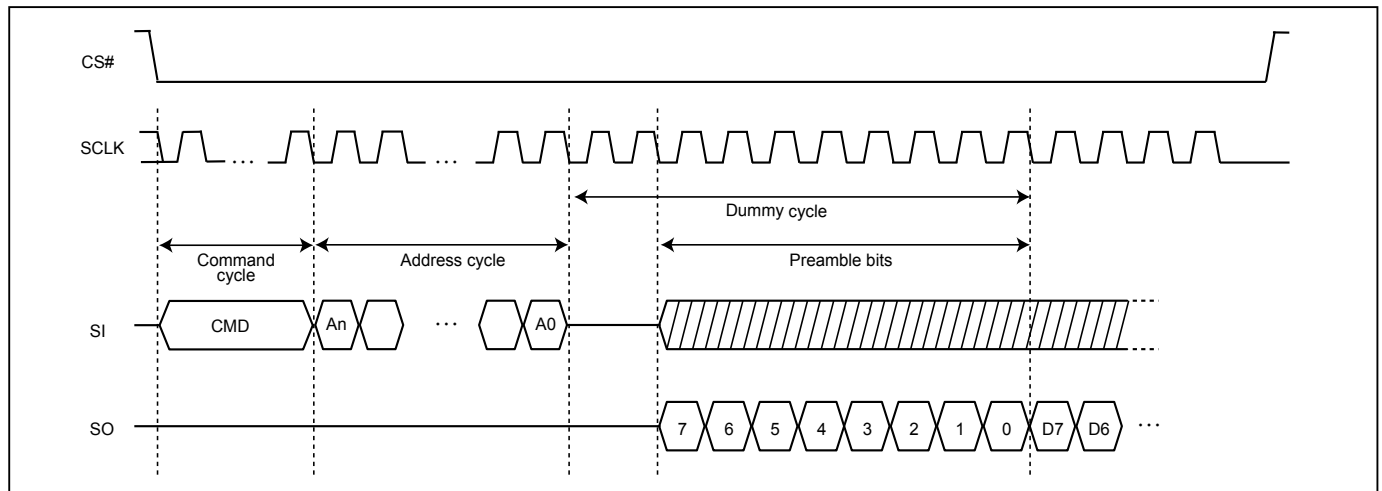 CS#
SCLK
...
...
Dummy cycle
Command
cycle
Address cycle
Preamble bits
SI
CMD
An
...
A0
SO
7 6 5 4 3 2 1 0 D7 D6 ...